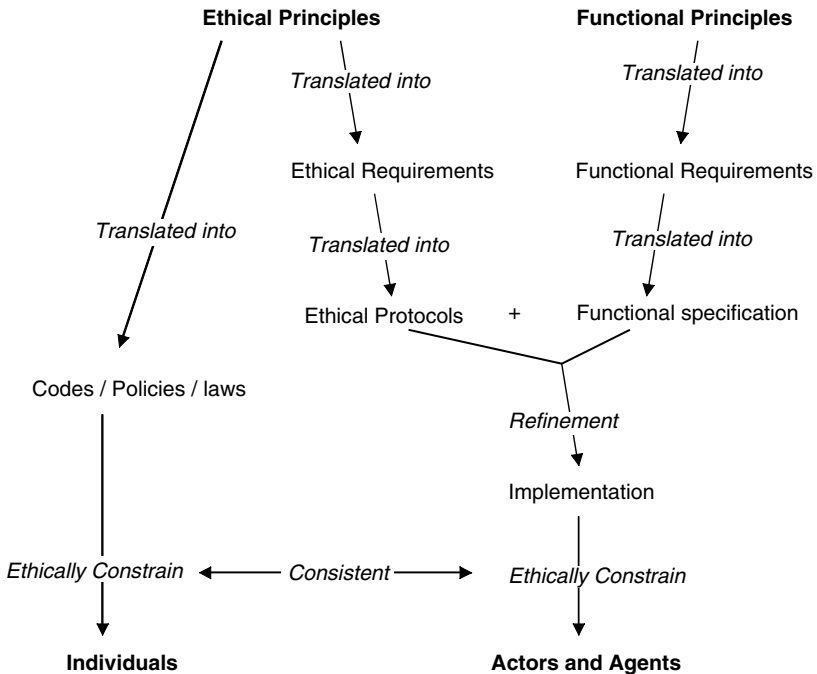 Ethical Principles
Functional Principles
Translated into
Translated into
Ethical Requirements
Functional Requirements
Translated into
Translated into
Translated into
Ethical Protocols + Functional specification
Codes / Policies / laws
Refinement
Implementation
Ethically Constrain
Consistent
Ethically Constrain
Individuals
Actors and Agents